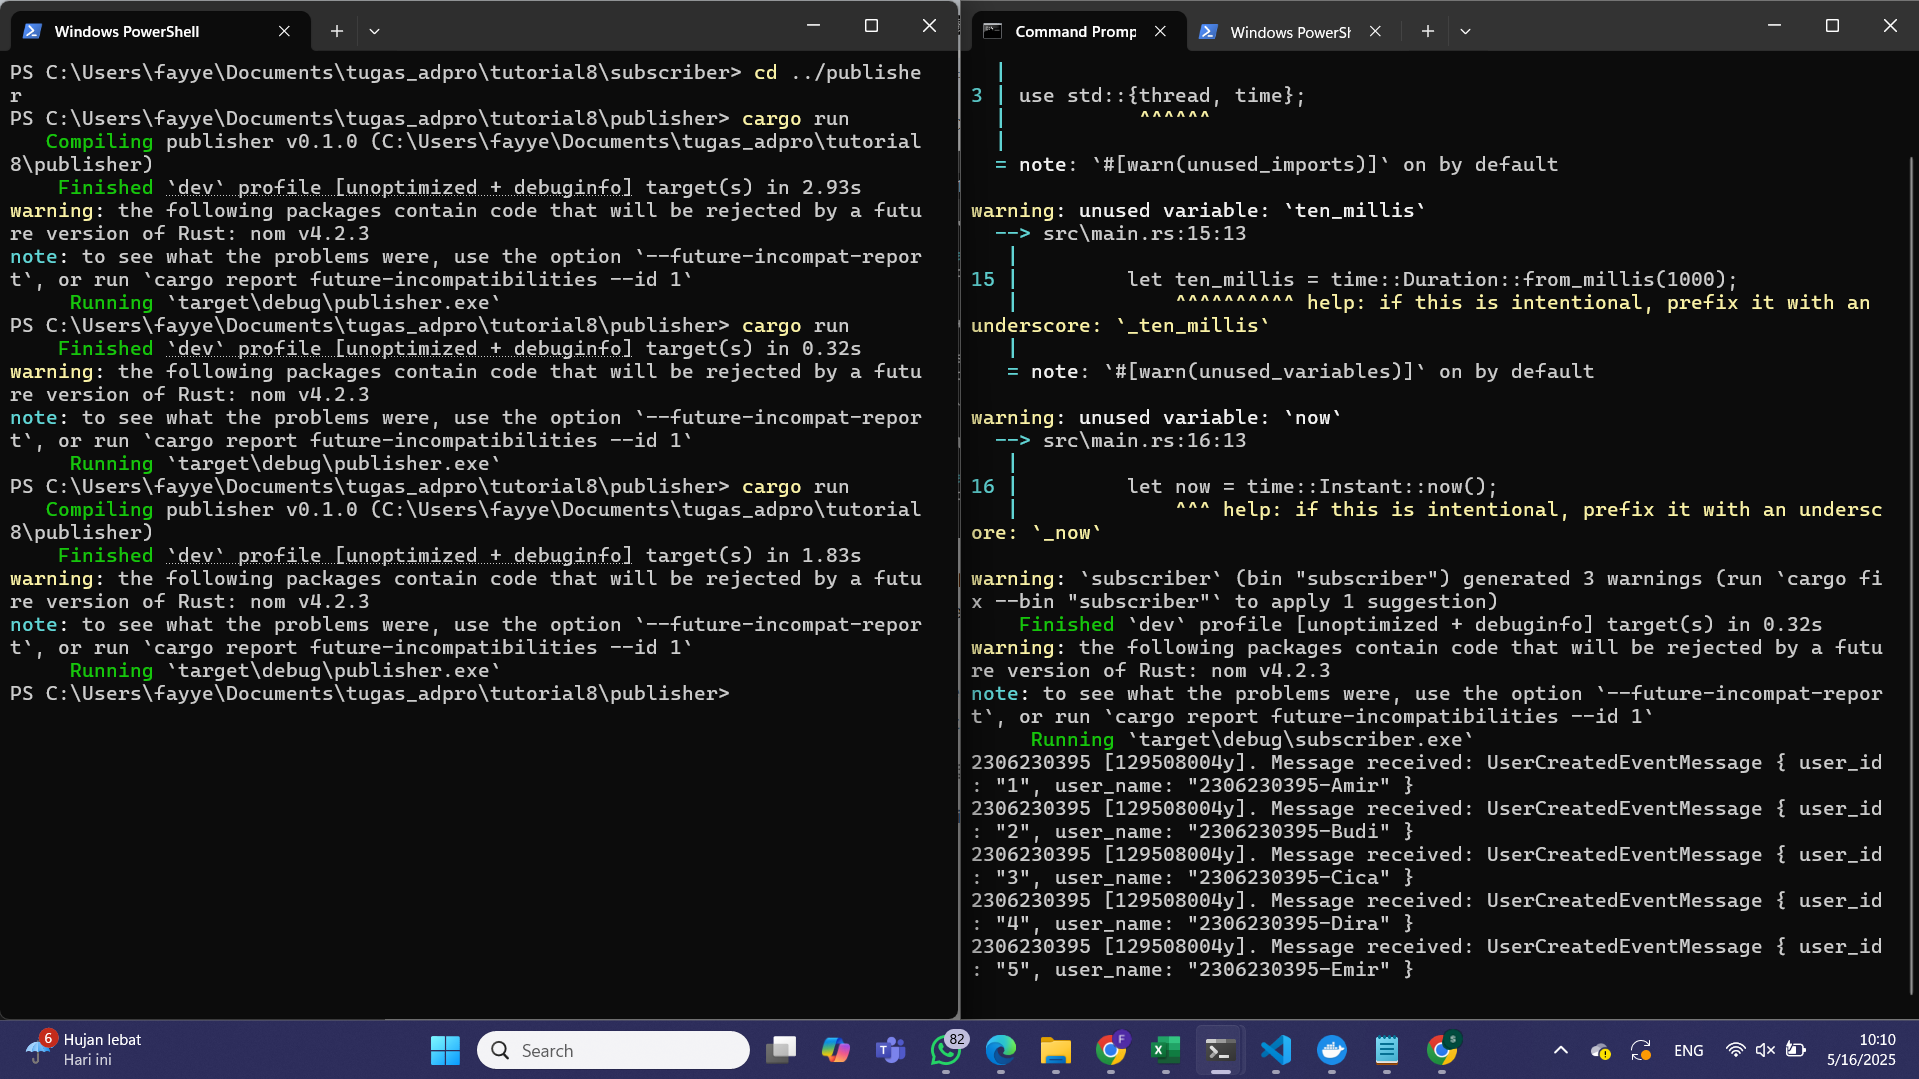 Windows PowerShell
PS C:\Users\fayye\Documents\tugas_adpro\tutorial8\subscriber> cd ../publishe
r
PS C:\Users\fayye\Documents\tugas_adpro\tutorial8\publisher> cargo run
   Compiling publisher v0.1.0 (C:\Users\fayye\Documents\tugas_adpro\tutorial
8\publisher)
    Finished `dev` profile [unoptimized + debuginfo] target(s) in 2.93s
warning: the following packages contain code that will be rejected by a futu
re version of Rust: nom v4.2.3
note: to see what the problems were, use the option `--future-incompat-repor
t`, or run `cargo report future-incompatibilities --id 1`
     Running `target\debug\publisher.exe`
PS C:\Users\fayye\Documents\tugas_adpro\tutorial8\publisher> cargo run
    Finished `dev` profile [unoptimized + debuginfo] target(s) in 0.32s
warning: the following packages contain code that will be rejected by a futu
re version of Rust: nom v4.2.3
note: to see what the problems were, use the option `--future-incompat-repor
t`, or run `cargo report future-incompatibilities --id 1`
     Running `target\debug\publisher.exe`
PS C:\Users\fayye\Documents\tugas_adpro\tutorial8\publisher> cargo run
   Compiling publisher v0.1.0 (C:\Users\fayye\Documents\tugas_adpro\tutorial
8\publisher)
    Finished `dev` profile [unoptimized + debuginfo] target(s) in 1.83s
warning: the following packages contain code that will be rejected by a futu
re version of Rust: nom v4.2.3
note: to see what the problems were, use the option `--future-incompat-repor
t`, or run `cargo report future-incompatibilities --id 1`
     Running `target\debug\publisher.exe`
PS C:\Users\fayye\Documents\tugas_adpro\tutorial8\publisher>
Command Promp
Windows PowerSh
  |
3 | use std::{thread, time};
  |           ^^^^^^
  |
  = note: `#[warn(unused_imports)]` on by default
warning: unused variable: `ten_millis`
  --> src\main.rs:15:13
   |
15 |         let ten_millis = time::Duration::from_millis(1000);
   |             ^^^^^^^^^^ help: if this is intentional, prefix it with an
underscore: `_ten_millis`
   |
   = note: `#[warn(unused_variables)]` on by default
warning: unused variable: `now`
  --> src\main.rs:16:13
   |
16 |         let now = time::Instant::now();
   |             ^^^ help: if this is intentional, prefix it with an undersc
ore: `_now`
warning: `subscriber` (bin "subscriber") generated 3 warnings (run `cargo fi
x --bin "subscriber"` to apply 1 suggestion)
    Finished `dev` profile [unoptimized + debuginfo] target(s) in 0.32s
warning: the following packages contain code that will be rejected by a futu
re version of Rust: nom v4.2.3
note: to see what the problems were, use the option `--future-incompat-repor
t`, or run `cargo report future-incompatibilities --id 1`
     Running `target\debug\subscriber.exe`
2306230395 [129508004y]. Message received: UserCreatedEventMessage { user_id
: "1", user_name: "2306230395-Amir" }
2306230395 [129508004y]. Message received: UserCreatedEventMessage { user_id
: "2", user_name: "2306230395-Budi" }
2306230395 [129508004y]. Message received: UserCreatedEventMessage { user_id
: "3", user_name: "2306230395-Cica" }
2306230395 [129508004y]. Message received: UserCreatedEventMessage { user_id
: "4", user_name: "2306230395-Dira" }
2306230395 [129508004y]. Message received: UserCreatedEventMessage { user_id
: "5", user_name: "2306230395-Emir" }
6
Hujan lebat
Hari ini
Search
82
F
S
ENG
10:10
5/16/2025